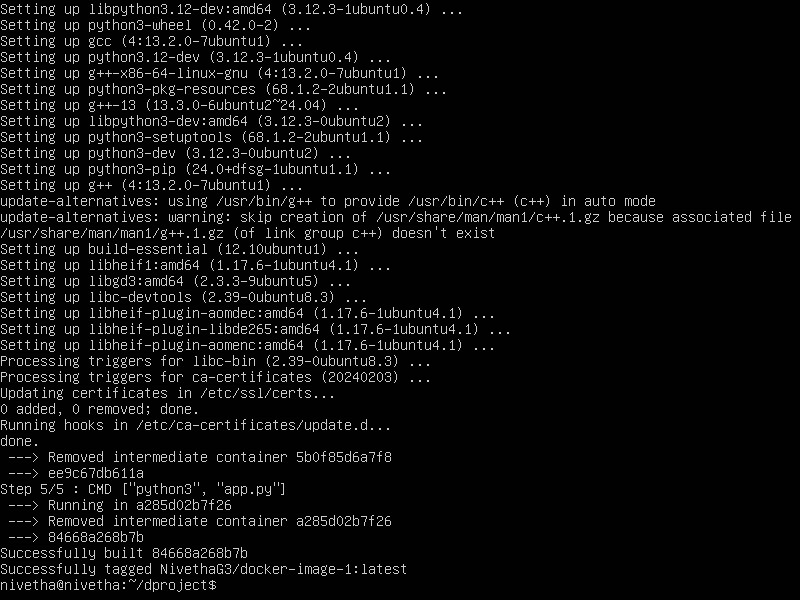 Setting up libpython3.12-dev:amd64 (3.12.3-1ubuntu0.4) ...
Setting up python3-wheel (0.42.0-2) ...
Setting up gcc (4:13.2.0-7ubuntu1) ...
Setting up python3.12-dev (3.12.3-1ubuntu0.4) ...
Setting up g++-x86-64-linux-gnu (4:13.2.0-7ubuntu1) ...
Setting up python3-pkg-resources (68.1.2-2ubuntu1.1) ...
Setting up g++-13 (13.3.0-6ubuntu2~24.04) ...
Setting up libpython3-dev:amd64 (3.12.3-0ubuntu2) ...
Setting up python3-setuptools (68.1.2-2ubuntu1.1) ...
Setting up python3-dev (3.12.3-0ubuntu2) ...
Setting up python3-pip (24.0+dfsg-1ubuntu1.1) ...
Setting up g++ (4:13.2.0-7ubuntu1) ...
update-alternatives: using /usr/bin/g++ to provide /usr/bin/c++ (c++) in auto mode
update-alternatives: warning: skip creation of /usr/share/man/man1/c++.1.gz because associated file
/usr/share/man/man1/g++.1.gz (of link group c++) doesn't exist
Setting up build-essential (12.10ubuntu1) ...
Setting up libheif1:amd64 (1.17.6-1ubuntu4.1) ...
Setting up libgd3:amd64 (2.3.3-9ubuntu5) ...
Setting up libc-devtools (2.39-0ubuntu8.3) ...
Setting up libheif-plugin-aomdec:amd64 (1.17.6-1ubuntu4.1) ...
Setting up libheif-plugin-libde265:amd64 (1.17.6-1ubuntu4.1) ...
Setting up libheif-plugin-aomenc:amd64 (1.17.6-1ubuntu4.1) ...
Processing triggers for libc-bin (2.39-0ubuntu8.3) ...
Processing triggers for ca-certificates (20240203) ...
Updating certificates in /etc/ssl/certs...
0 added, 0 removed; done.
Running hooks in /etc/ca-certificates/update.d...
done.
 ---> Removed intermediate container 5b0f85d6a7f8
 ---> ee9c67db611a
Step 5/5 : CMD ["python3", "app.py"]
 ---> Running in a285d02b7f26
 ---> Removed intermediate container a285d02b7f26
 ---> 84668a268b7b
Successfully built 84668a268b7b
Successfully tagged NivethaG3/docker-image-1:latest
nivetha@nivetha:~/dproject$